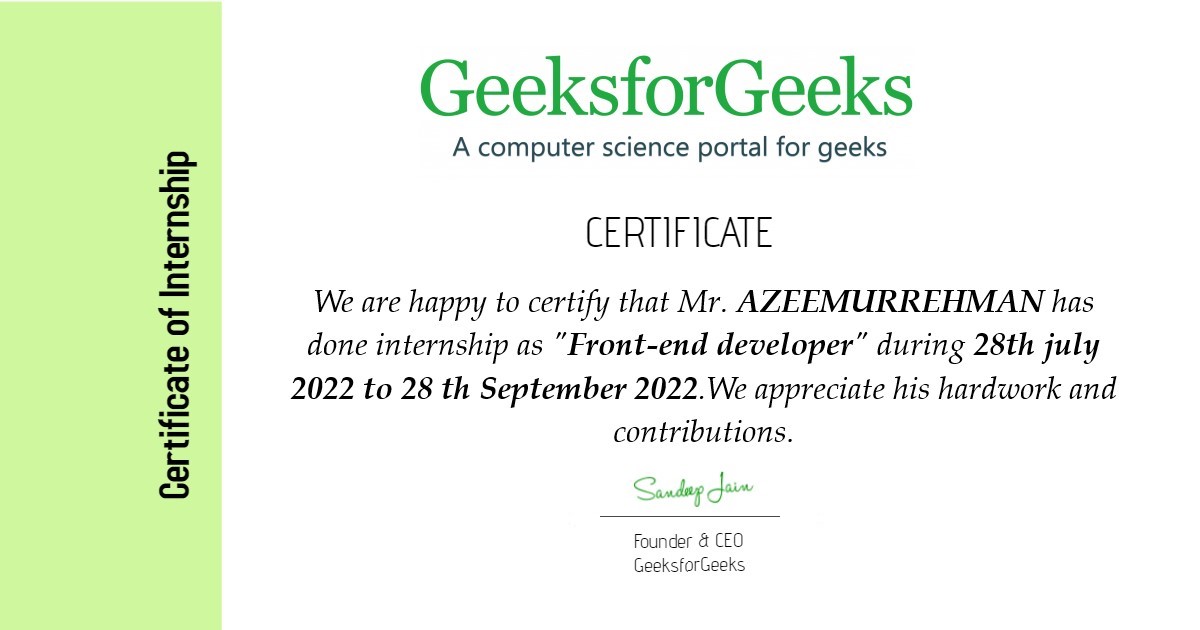 Certificate of Internship
GeeksforGeeks
A computer science portal for geeks
CERTIFICATE
We are happy to certify that Mr. AZEEMURREHMAN has
done internship as "Front-end developer" during 28th july
2022 to 28 th September 2022.We appreciate his hardwork and
contributions.
Sandeep Jain
Founder & CEO
GeeksforGeeks